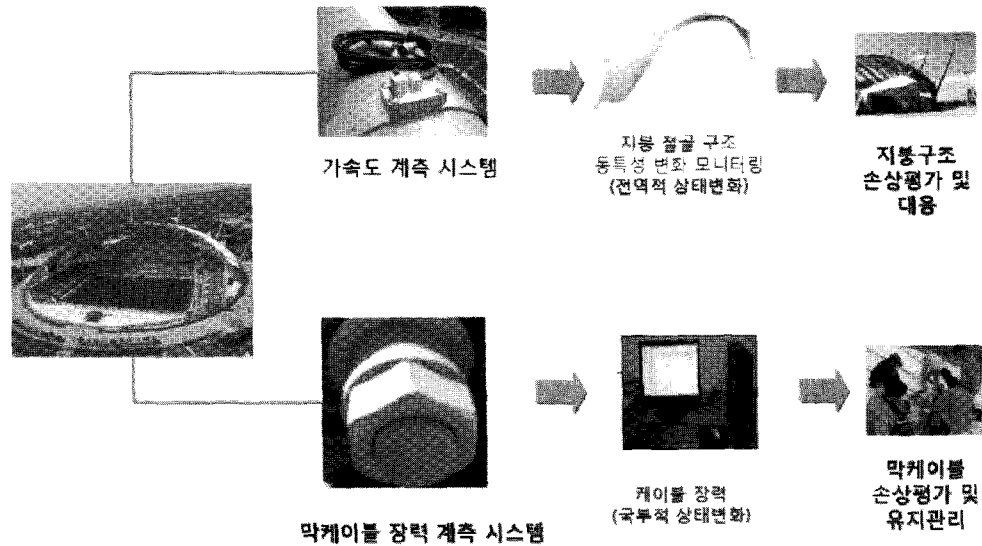 가속도 계측 시스템
지붕 철골 구조
동특성 변화 모니터링
(전역적 상태변화)
지붕구조
손상평가 및
대응
막케이블 장력 계측 시스템
케이블 장력
(국부적 상태변화)
막케이블
손상평가 및
유지관리